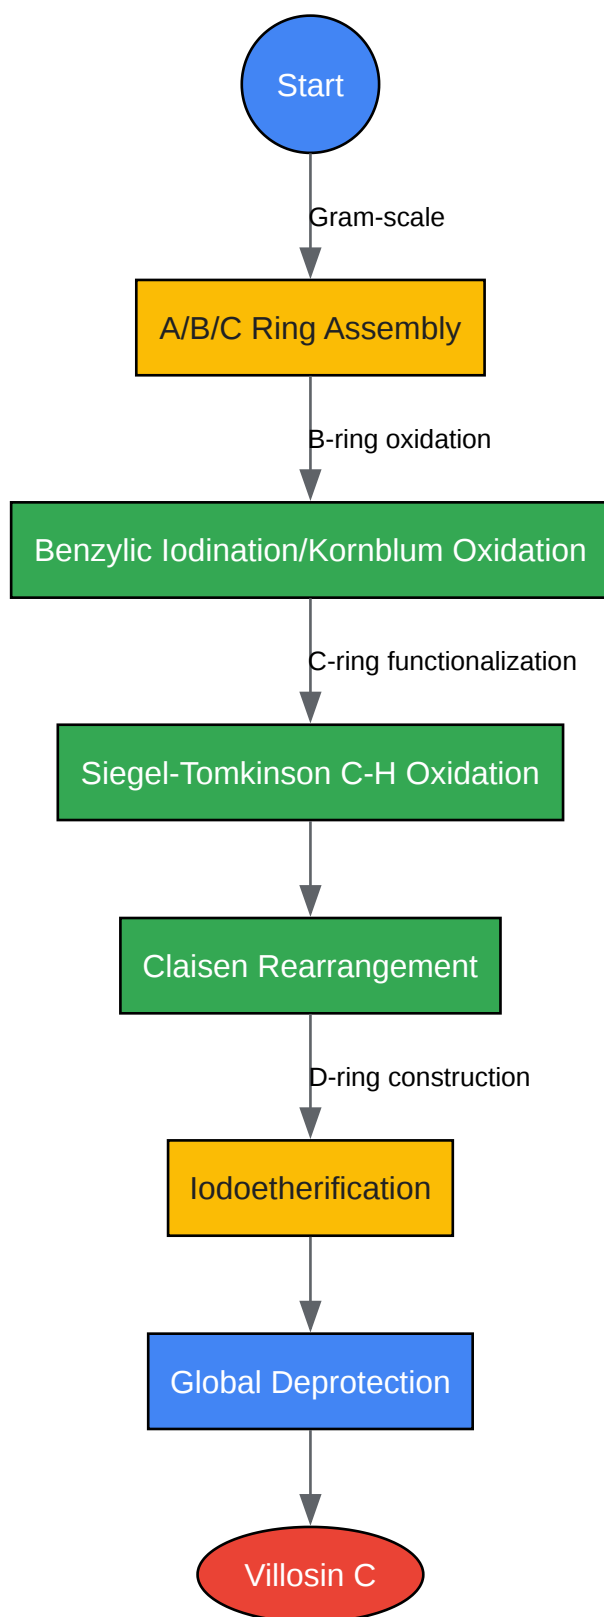 Start
Gram-scale
A/B/C Ring Assembly
B-ring oxidation
Benzylic Iodination/Kornblum Oxidation
C-ring functionalization
Siegel-Tomkinson C-H Oxidation
Claisen Rearrangement
D-ring construction
Iodoetherification
Global Deprotection
Villosin C